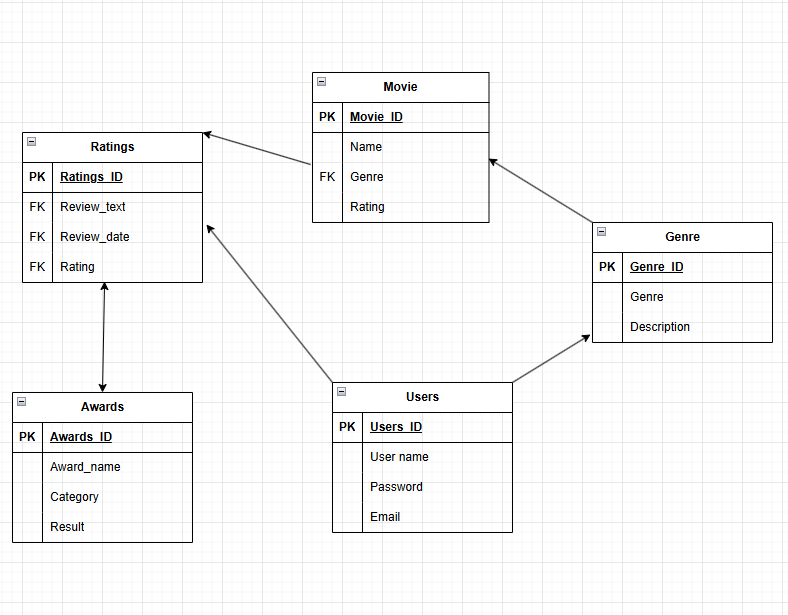 Movie
PK Movie_ID
Name
FK Genre
Rating
Ratings
PK Ratings_ID
FK Review_text
FK Review_date
FK Rating
Genre
PK Genre_ID
Genre
Description
Awards
PK Awards_ID
Award_name
Category
Result
Users
PK Users_ID
User name
Password
Email